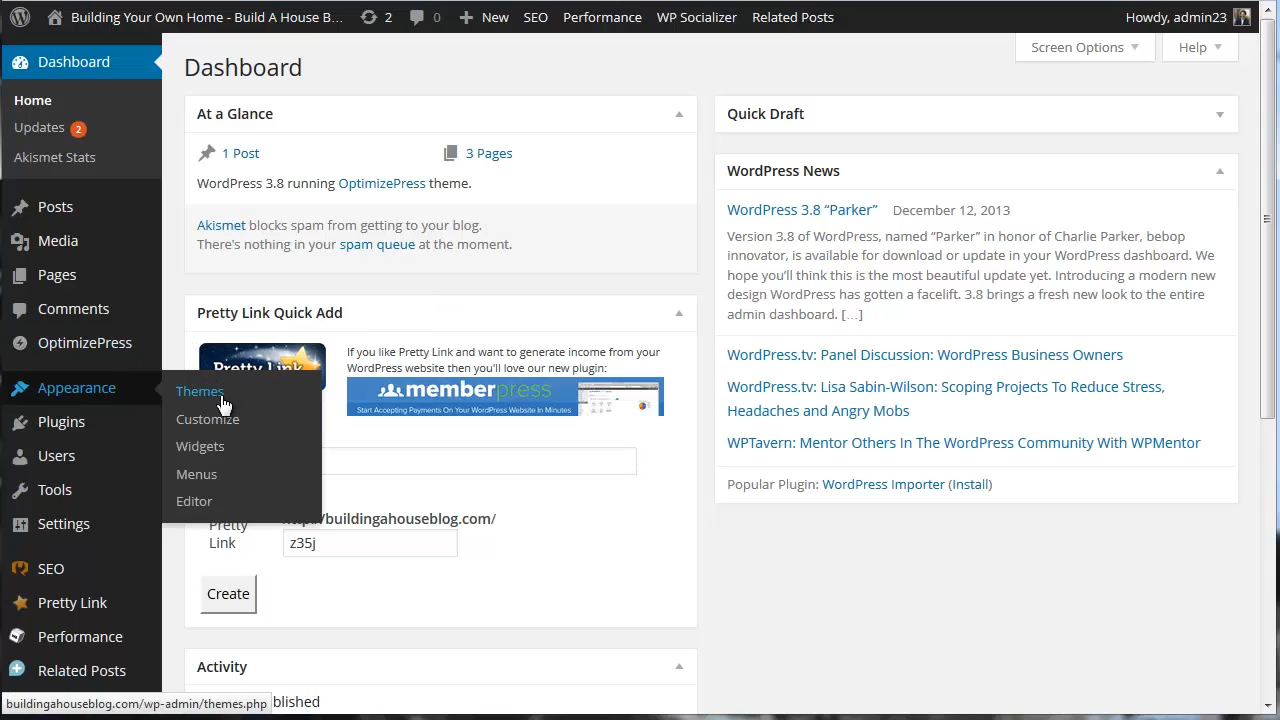 Building Your Own Home - Build A House B... 2 0 New SEO Performance WP Socializer Related Posts Howdy, admin23
Dashboard
Home
Updates 2
Akismet Stats
Posts
Media
Pages
Comments
OptimizePress
Appearance
Plugins
Users
Tools
Settings
SEO
Pretty Link
Performance
Related Posts
Themes
Customize
Widgets
Menus
Editor
Screen Options
Help
Dashboard
At a Glance
1 Post
3 Pages
WordPress 3.8 running OptimizePress theme.
Akismet blocks spam from getting to your blog.
There's nothing in your spam queue at the moment.
Pretty Link Quick Add
Pretty Link
If you like Pretty Link and want to generate income from your
WordPress website then you'll love our new plugin:
memberpress
Start Accepting Payments On Your WordPress Website In Minutes
Pretty
Link
buildingahouseblog.com/
z35j
Create
Activity
blished
Quick Draft
WordPress News
WordPress 3.8 “Parker” December 12, 2013
Version 3.8 of WordPress, named “Parker” in honor of Charlie Parker, bebop
innovator, is available for download or update in your WordPress dashboard. We
hope you’ll think this is the most beautiful update yet. Introducing a modern new
design WordPress has gotten a facelift. 3.8 brings a fresh new look to the entire
admin dashboard. […]
WordPress.tv: Panel Discussion: WordPress Business Owners
WordPress.tv: Lisa Sabin-Wilson: Scoping Projects To Reduce Stress,
Headaches and Angry Mobs
WPTavern: Mentor Others In The WordPress Community With WPMentor
Popular Plugin: WordPress Importer (Install)
buildingahouseblog.com/wp-admin/themes.php